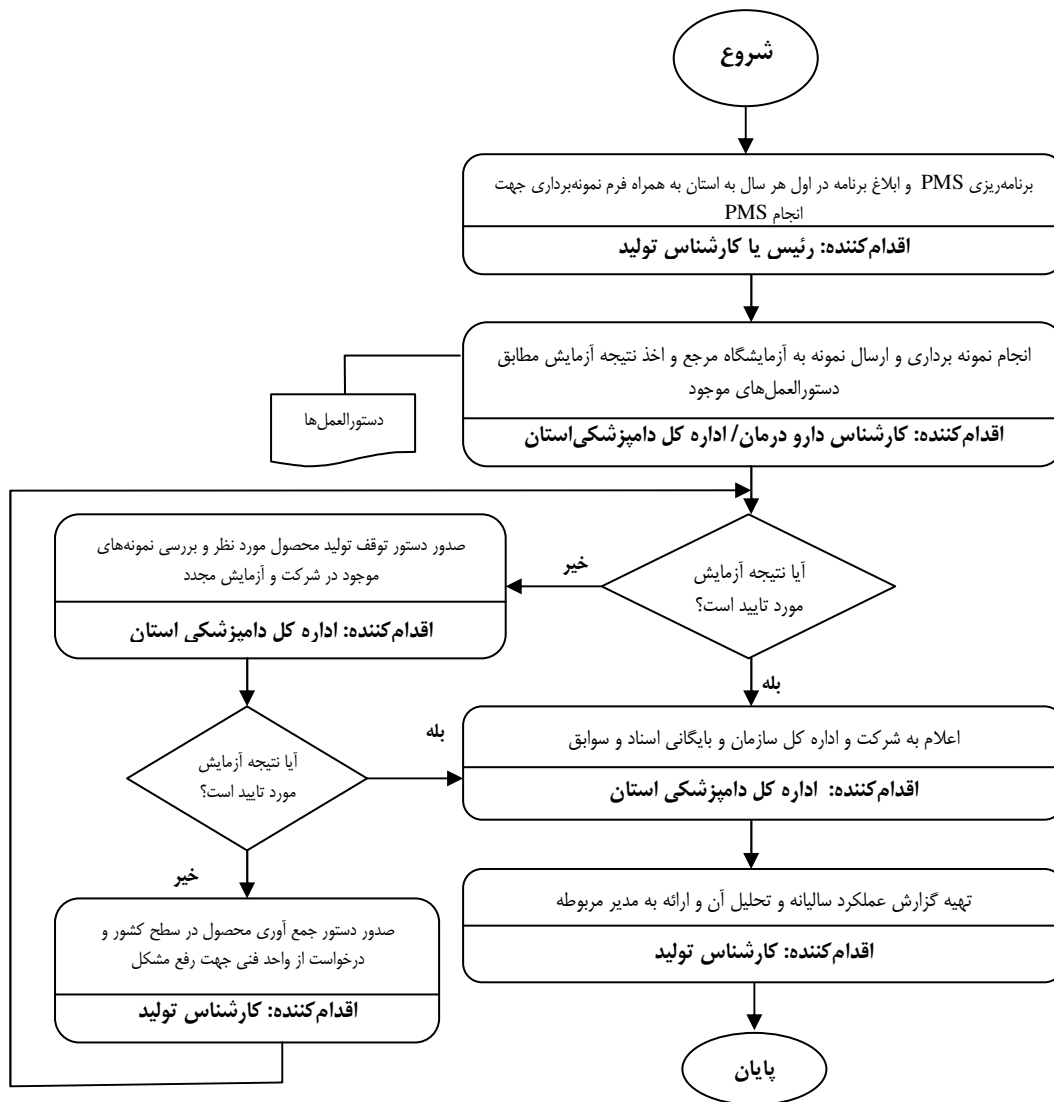 شروع
برنامه‌ریزی PMS و ابلاغ برنامه در اول هر سال به استان به همراه فرم نمونه‌برداری جهت
انجام PMS
اقدام‌کننده: رئیس یا کارشناس تولید
انجام نمونه برداری و ارسال نمونه به آزمایشگاه مرجع و اخذ نتیجه آزمایش مطابق
دستورالعمل‌های موجود
اقدام‌کننده: کارشناس دارو درمان/ اداره کل دامپزشکی‌استان
دستورالعمل‌ها
آیا نتیجه آزمایش
مورد تایید است؟
خیر
صدور دستور توقف تولید محصول مورد نظر و بررسی نمونه‌های
موجود در شرکت و آزمایش مجدد
اقدام‌کننده: اداره کل دامپزشکی استان
بله
اعلام به شرکت و اداره کل سازمان و بایگانی اسناد و سوابق
اقدام‌کننده: اداره کل دامپزشکی استان
آیا نتیجه آزمایش
مورد تایید است؟
بله
خیر
تهیه گزارش عملکرد سالیانه و تحلیل آن و ارائه به مدیر مربوطه
اقدام‌کننده: کارشناس تولید
صدور دستور جمع آوری محصول در سطح کشور و
درخواست از واحد فنی جهت رفع مشکل
اقدام‌کننده: کارشناس تولید
پایان